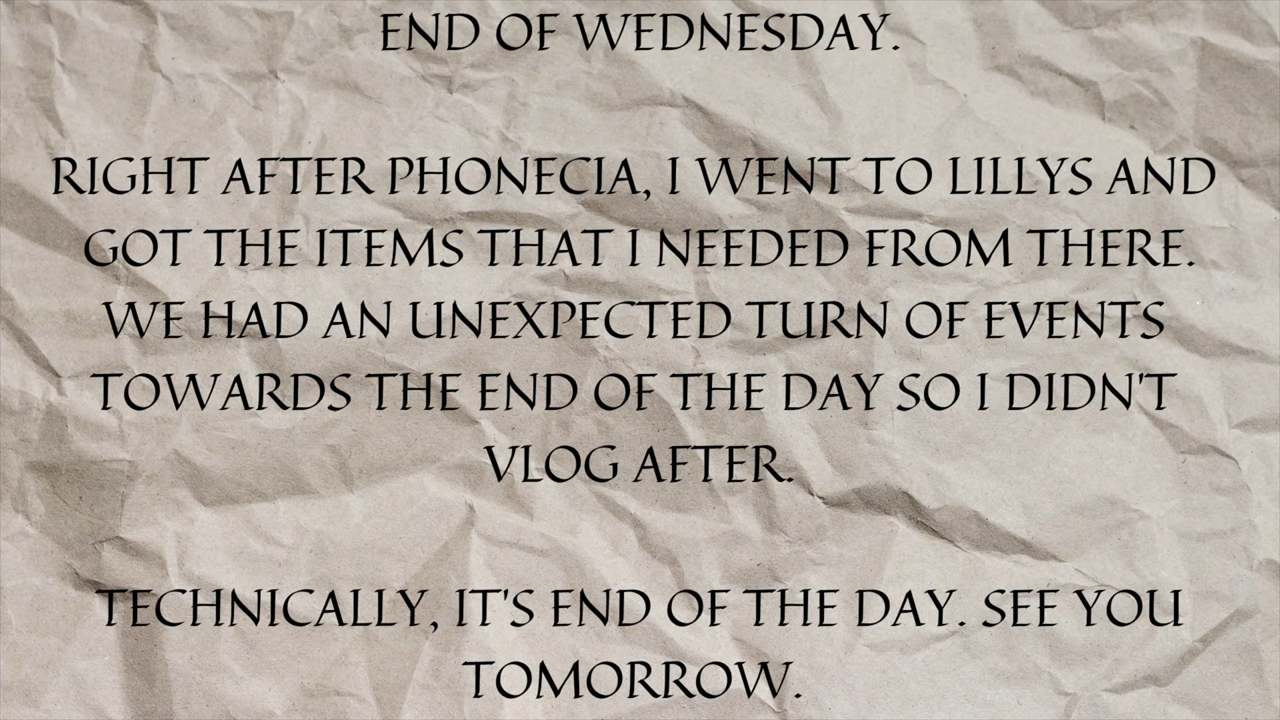 END OF WEDNESDAY.
RIGHT AFTER PHONECIA, I WENT TO LILLYS AND
GOT THE ITEMS THAT I NEEDED FROM THERE.
WE HAD AN UNEXPECTED TURN OF EVENTS
TOWARDS THE END OF THE DAY SO I DIDN'T
VLOG AFTER.
TECHNICALLY, IT'S END OF THE DAY. SEE YOU
TOMORROW.